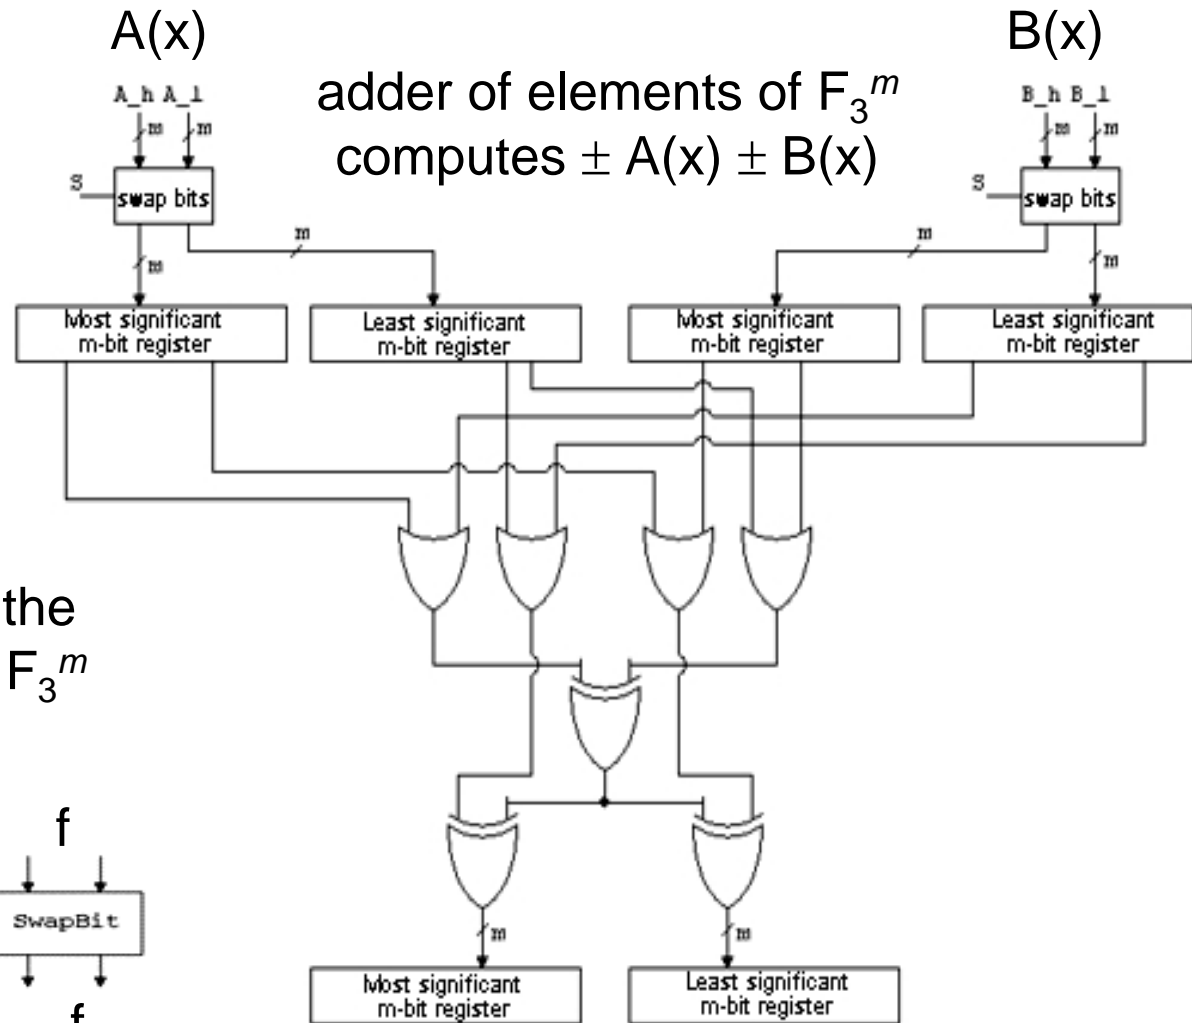 A(x)
B(x)
adder of elements of F₃ᵐ
computes ± A(x) ± B(x)
A_h A_l
B_h B_l
m m
m m
S
swap bits
S
swap bits
m
m
m
m
Most significant
m-bit register
Least significant
m-bit register
Most significant
m-bit register
Least significant
m-bit register
the
F₃ᵐ
f
SwapBit
f
m
m
Most significant
m-bit register
Least significant
m-bit register